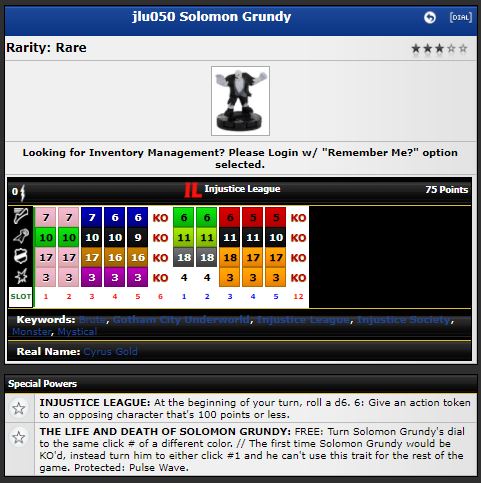 jlu050 Solomon Grundy
[DIAL]
Rarity: Rare
Looking for Inventory Management? Please Login w/ "Remember Me?" option
selected.
0 IL Injustice League 75 Points
7 7 7 6 6 KO 6 6 6 5 5 KO
10 10 10 10 9 KO 11 11 11 11 10 KO
17 17 17 16 16 KO 18 18 18 17 17 KO
3 3 3 3 3 KO 4 4 3 3 3 KO
SLOT 1 2 3 4 5 6 1 2 3 4 5 12
Keywords: Brute, Gotham City Underworld, Injustice League, Injustice Society,
Monster, Mystical
Real Name: Cyrus Gold
Special Powers
INJUSTICE LEAGUE: At the beginning of your turn, roll a d6. 6: Give an action token
to an opposing character that's 100 points or less.
THE LIFE AND DEATH OF SOLOMON GRUNDY: FREE: Turn Solomon Grundy's dial
to the same click # of a different color. // The first time Solomon Grundy would be
KO'd, instead turn him to either click #1 and he can't use this trait for the rest of the
game. Protected: Pulse Wave.